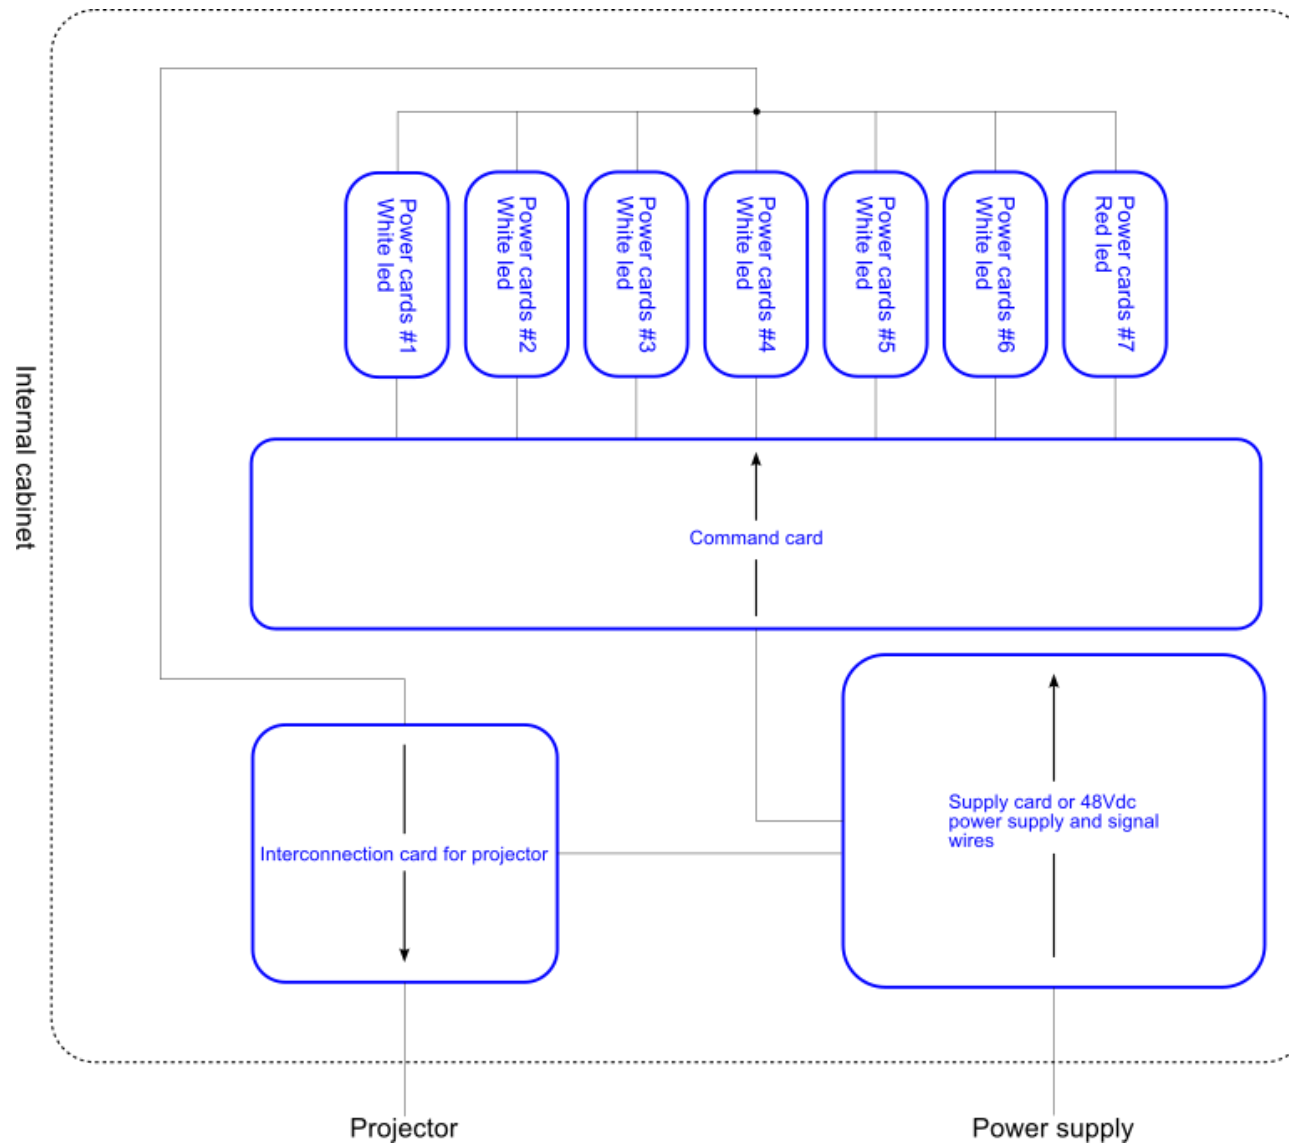 Power cards #1
White led
Power cards #2
White led
Power cards #3
White led
Power cards #4
White led
Power cards #5
White led
Power cards #6
White led
Power cards #7
Red led
Internal cabinet
Command card
Supply card or 48Vdc
power supply and signal
wires
Interconnection card for projector
Projector
Power supply